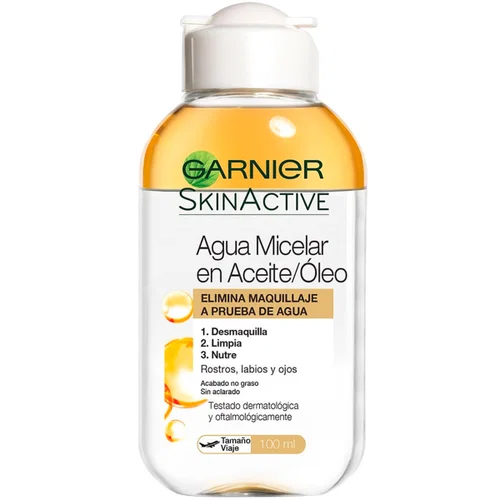 GARNIER
SKINACTIVE
Agua Micelar
en Aceite/Óleo
ELIMINA MAQUILLAJE
A PRUEBA DE AGUA
1. Desmaquilla
2. Limpia
3. Nutre
Rostros, labios y ojos
Acabado no graso
Sin aclarado
Testado dermatológica
y oftalmológicamente
Tamaño
Viaje
100 ml